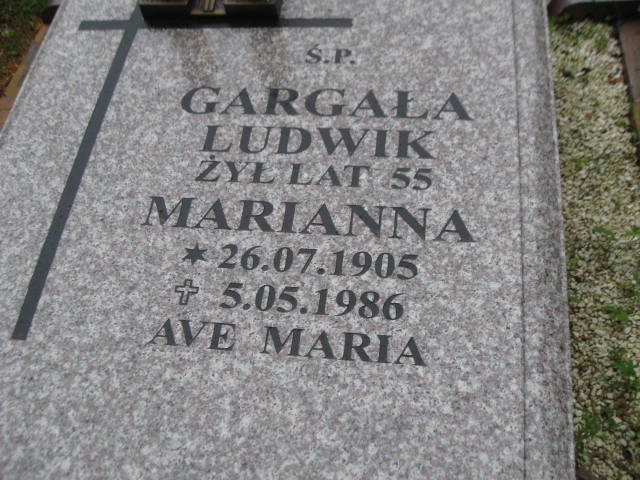 Ś.P.
GARGAŁA
LUDWIK
ŻYŁ LAT 55
MARIANNA
26.07.1905
5.05.1986
AVE MARIA